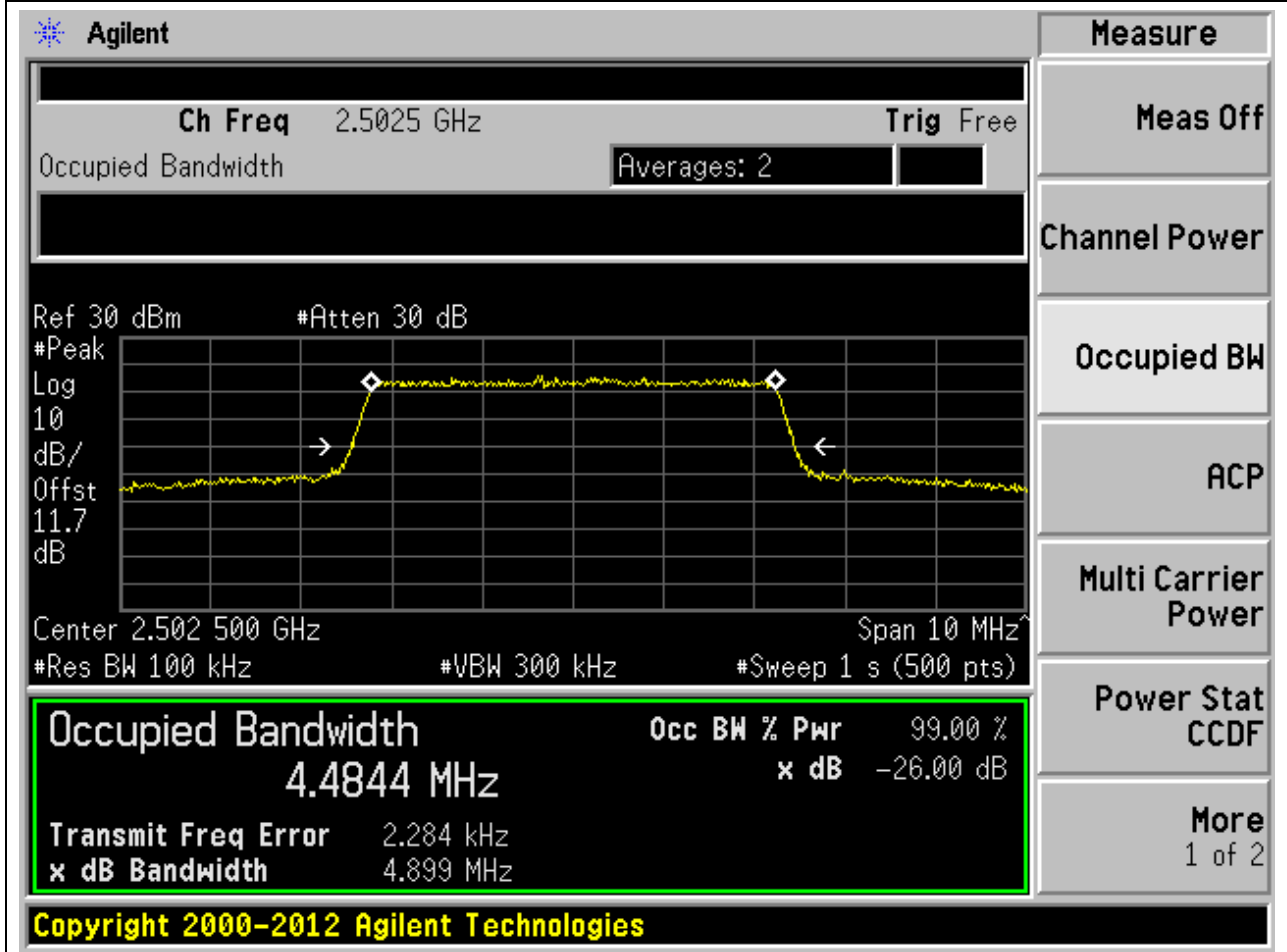 Agilent
Measure
Ch Freq 2.5025 GHz Trig Free
Occupied Bandwidth Averages: 2
Ref 30 dBm #Atten 30 dB
#Peak
Log
10
dB/
Offst
11.7
dB
Center 2.502 500 GHz Span 10 MHz^
#Res BW 100 kHz #VBW 300 kHz #Sweep 1 s (500 pts)
Occupied Bandwidth Occ BW % Pwr 99.00 %
4.4844 MHz x dB -26.00 dB
Transmit Freq Error 2.284 kHz
x dB Bandwidth 4.899 MHz
Meas Off
Channel Power
Occupied BW
ACP
Multi Carrier
Power
Power Stat
CCDF
More
1 of 2
Copyright 2000-2012 Agilent Technologies